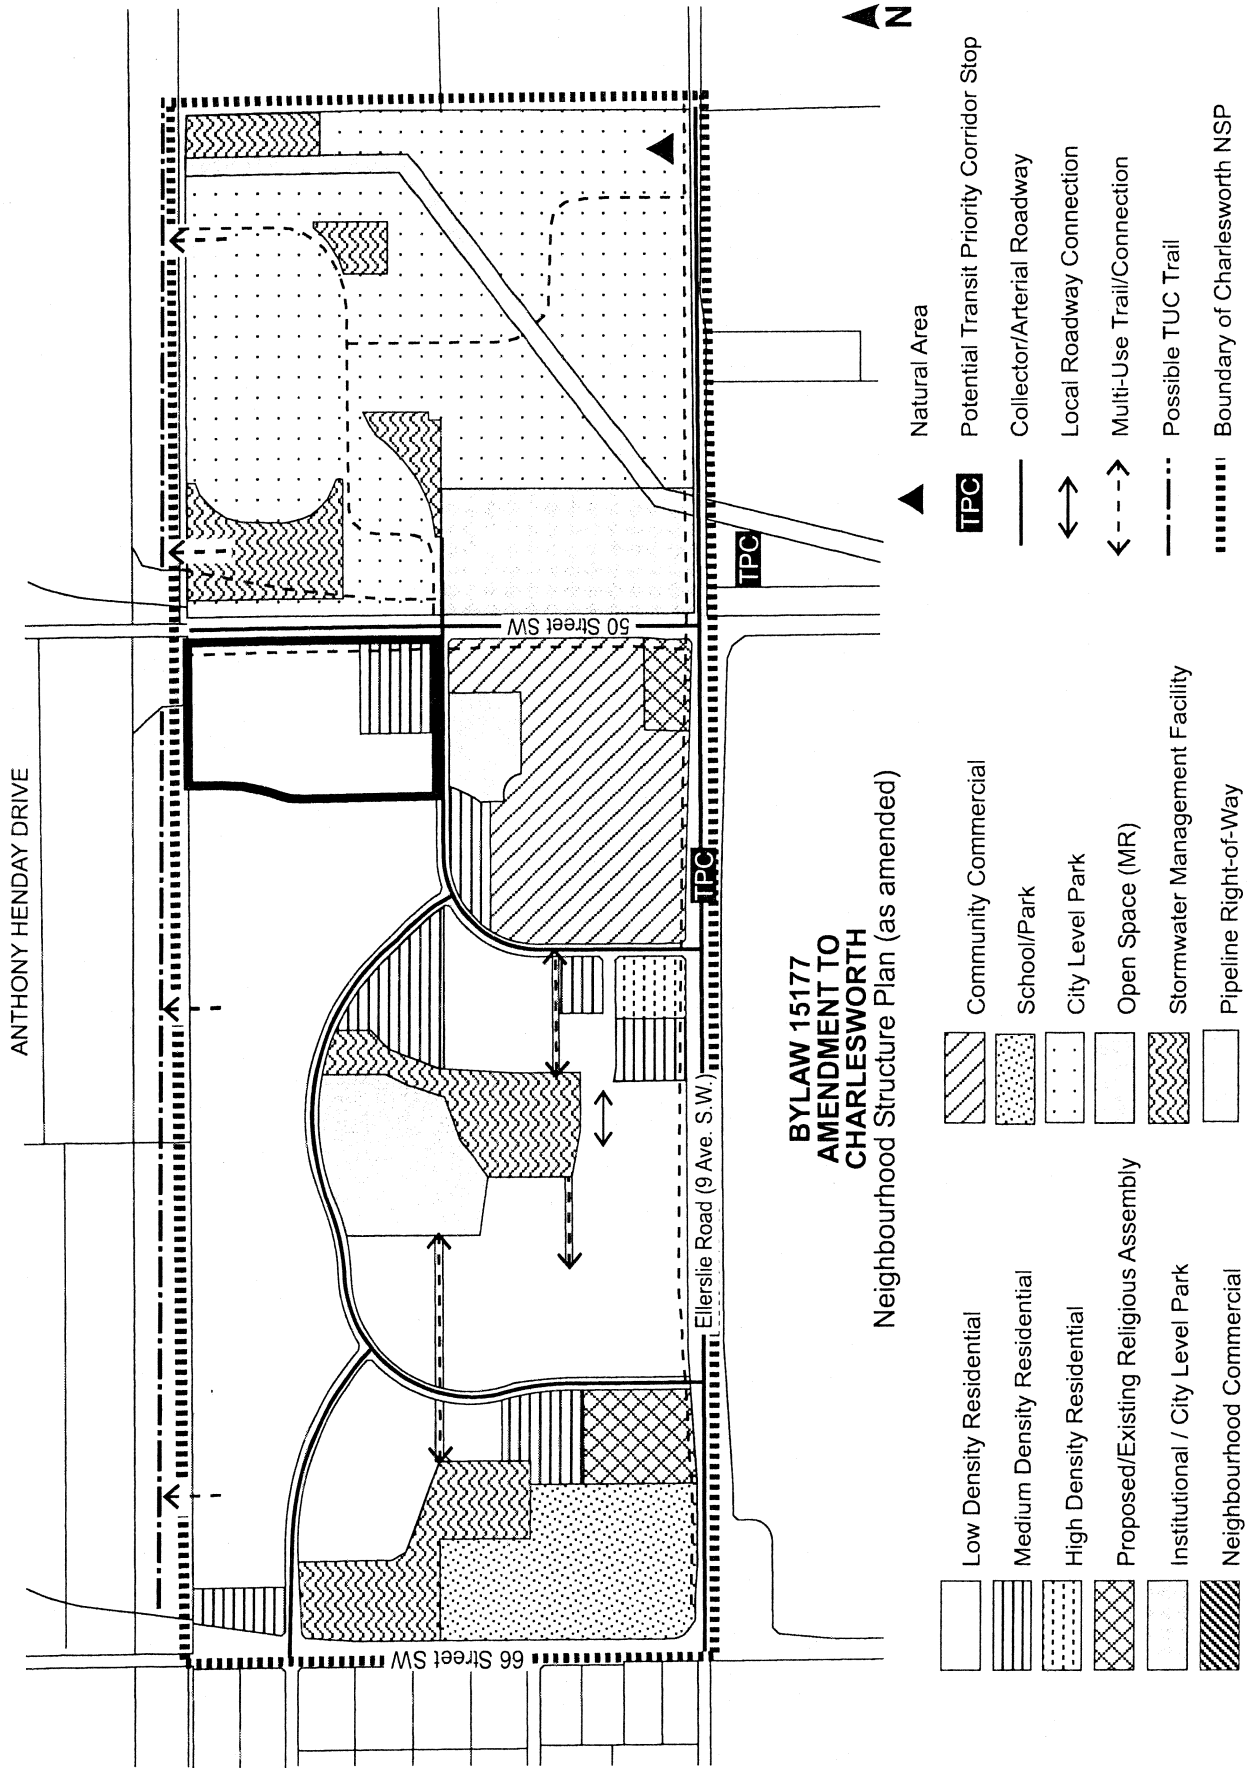 ANTHONY HENDAY DRIVE
66 Street SW
50 Street SW
Ellerslie Road (9 Ave. S.W.)
TPC
TPC
BYLAW 15177
AMENDMENT TO
CHARLESWORTH
Neighbourhood Structure Plan (as amended)
Low Density Residential
Medium Density Residential
High Density Residential
Proposed/Existing Religious Assembly
Institutional / City Level Park
Neighbourhood Commercial
Community Commercial
School/Park
City Level Park
Open Space (MR)
Stormwater Management Facility
Pipeline Right-of-Way
Natural Area
TPC Potential Transit Priority Corridor Stop
Collector/Arterial Roadway
Local Roadway Connection
Multi-Use Trail/Connection
Possible TUC Trail
Boundary of Charlesworth NSP
N